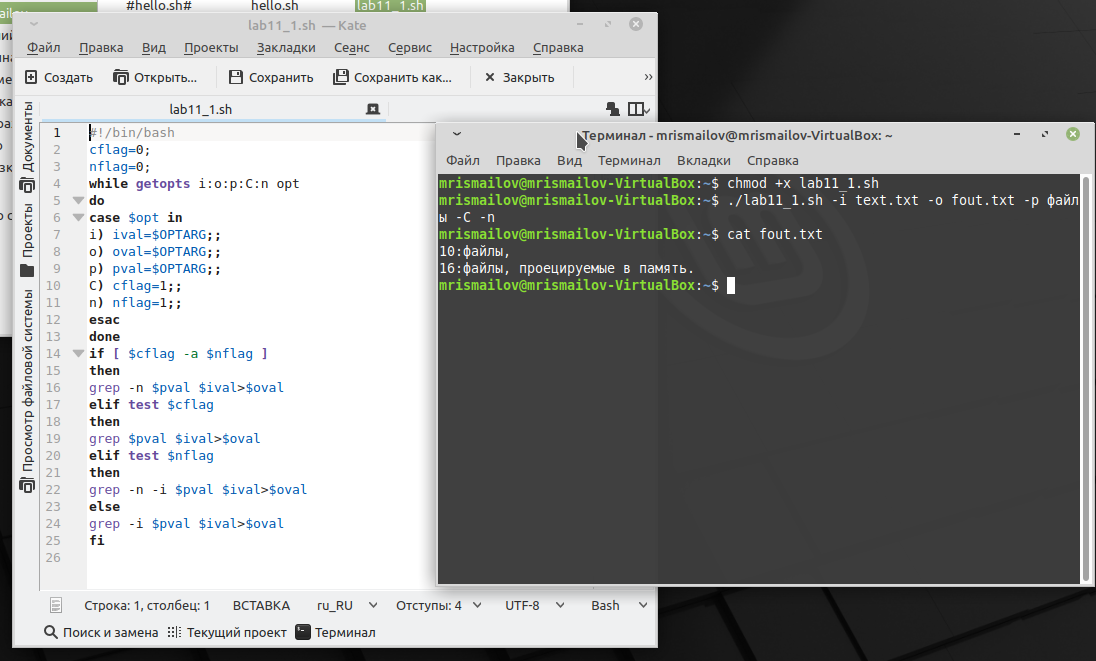 #hello.sh# hello.sh lab11_1.sh
lab11_1.sh — Kate
Файл Правка Вид Проекты Закладки Сеанс Сервис Настройка Справка
Создать Открыть... Сохранить Сохранить как... Закрыть »
lab11_1.sh
Документы
Проекты
Просмотр файловой системы
1 #!/bin/bash
2 cflag=0;
3 nflag=0;
4 while getopts i:o:p:C:n opt
5 do
6 case $opt in
7 i) ival=$OPTARG;;
8 o) oval=$OPTARG;;
9 p) pval=$OPTARG;;
10 C) cflag=1;;
11 n) nflag=1;;
12 esac
13 done
14 if [ $cflag -a $nflag ]
15 then
16 grep -n $pval $ival>$oval
17 elif test $cflag
18 then
19 grep $pval $ival>$oval
20 elif test $nflag
21 then
22 grep -n -i $pval $ival>$oval
23 else
24 grep -i $pval $ival>$oval
25 fi
26
Строка: 1, столбец: 1 ВСТАВКА ru_RU Отступы: 4 UTF-8 Bash
Поиск и замена Текущий проект Терминал
Терминал - mrismailov@mrismailov-VirtualBox: ~
Файл Правка Вид Терминал Вкладки Справка
mrismailov@mrismailov-VirtualBox:~$ chmod +x lab11_1.sh
mrismailov@mrismailov-VirtualBox:~$ ./lab11_1.sh -i text.txt -o fout.txt -p файл
ы -C -n
mrismailov@mrismailov-VirtualBox:~$ cat fout.txt
10:файлы,
16:файлы, проецируемые в память.
mrismailov@mrismailov-VirtualBox:~$